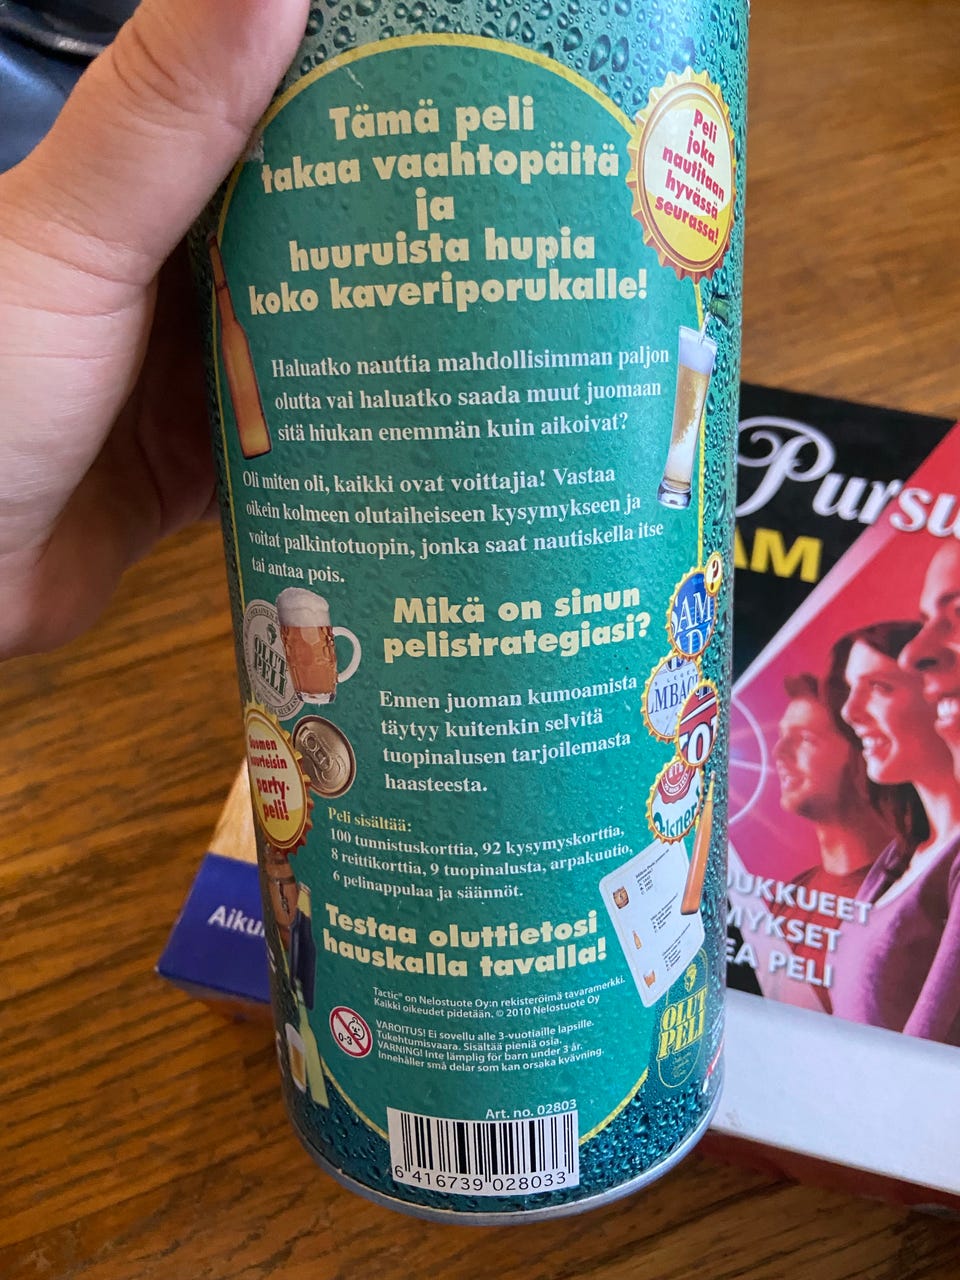 Tämä peli
takaa vaahtopäitä
ja
huuruista hupia
koko kaveriporukalle!
Peli
joka
nautitaan
hyvässä
seurassa!
Haluatko nauttia mahdollisimman paljon
olutta vai haluatko saada muut juomaan
sitä hiukan enemmän kuin aikoivat?
Oli miten oli, kaikki ovat voittajia! Vastaa
oikein kolmeen olutaiheiseen kysymykseen ja
voitat palkintotuopin, jonka saat nautiskella itse
tai antaa pois.
Mikä on sinun
pelistrategiasi?
OLUT
PELI
Ennen juoman kumoamista
täytyy kuitenkin selvitä
tuopinalusen tarjoilemasta
haasteesta.
Suomen
huurteisin
party-
peli!
Peli sisältää:
100 tunnistuskorttia, 92 kysymyskorttia,
8 reittikorttia, 9 tuopinalusta, arpakuutio,
6 pelinappulaa ja säännöt.
Testaa oluttietosi
hauskalla tavalla!
Tactic® on Nelostuote Oy:n rekisteröimä tavaramerkki.
Kaikki oikeudet pidetään. © 2010 Nelostuote Oy
0-3
VAROITUS! Ei sovellu alle 3-vuotiaille lapsille.
Tukehtumisvaara. Sisältää pieniä osia.
VARNING! Inte lämplig för barn under 3 år.
Innehåller små delar som kan orsaka kvävning.
OLUT
PELI
Art. no. 02803
6 416739 028033
Pursu
AM
OUKKUEET
MYKSET
EA PELI
Aiku